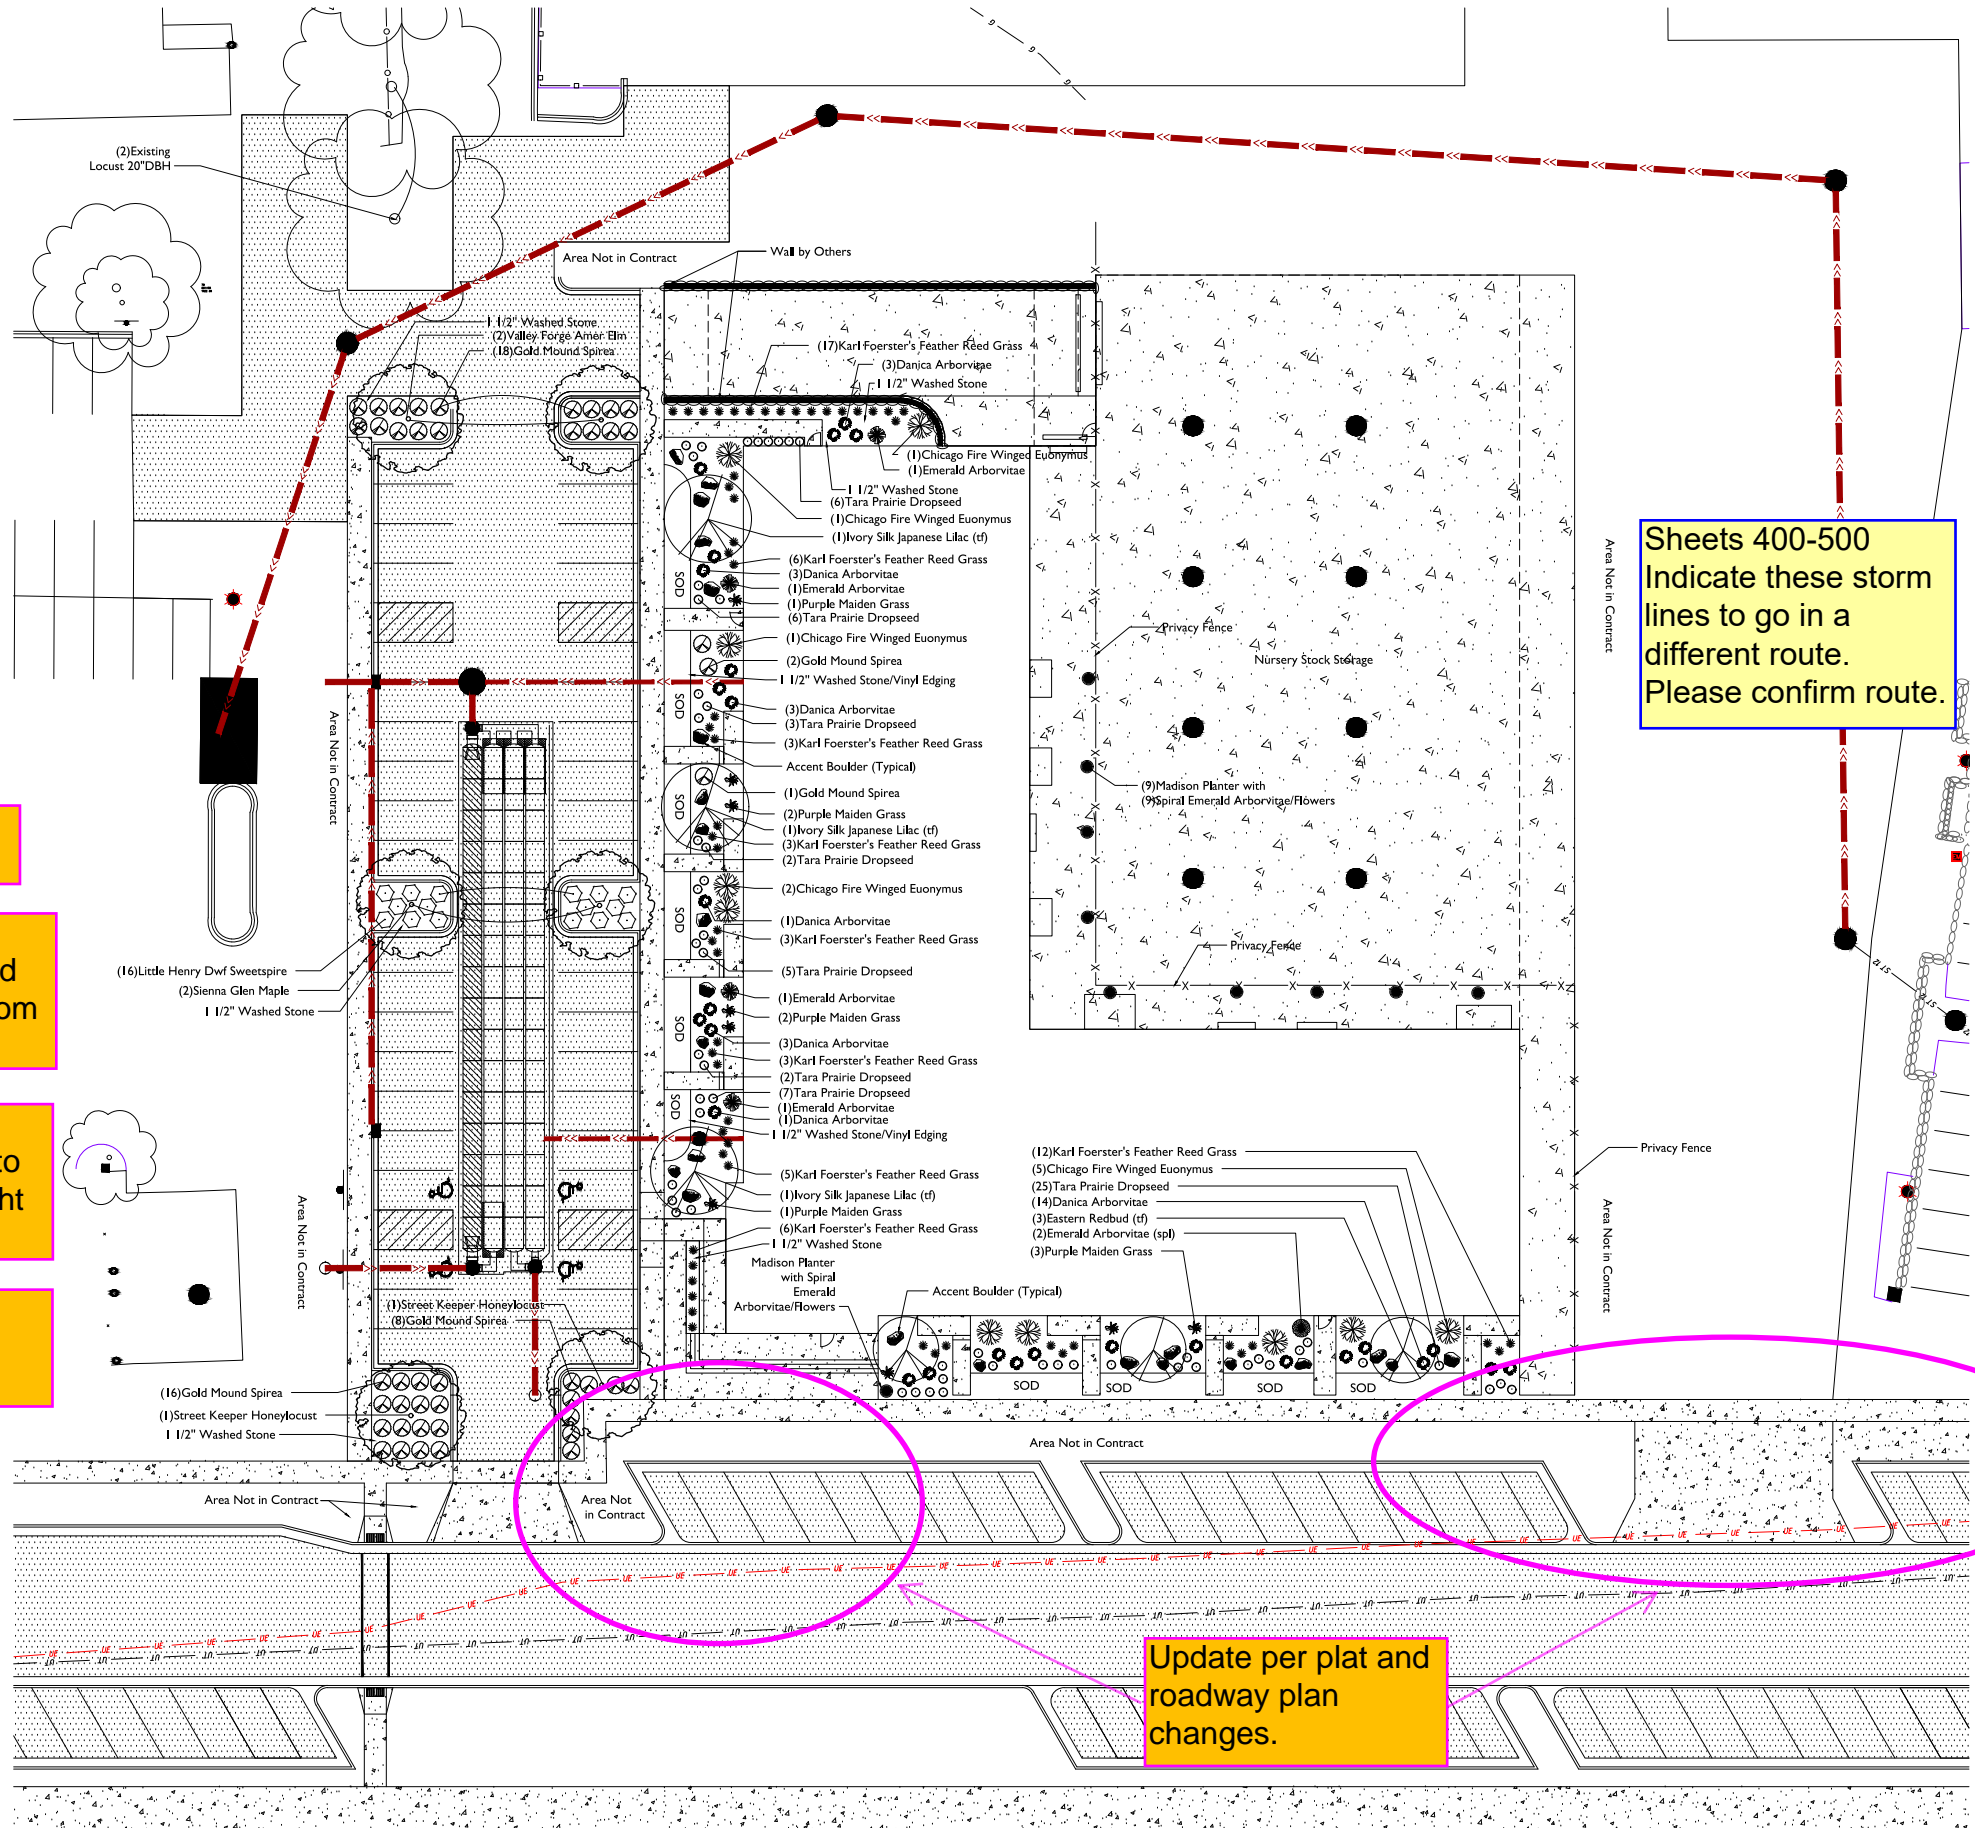 (2)Existing
Locust 20"DBH
Area Not in Contract
Wall by Others
1 1/2" Washed Stone
(2)Valley Forge Amer Elm
(18)Gold Mound Spirea
(17)Karl Foerster's Feather Reed Grass
(3)Danica Arborvitae
1 1/2" Washed Stone
(1)Chicago Fire Winged Euonymus
(1)Emerald Arborvitae
1 1/2" Washed Stone
(6)Tara Prairie Dropseed
(1)Chicago Fire Winged Euonymus
(1)Ivory Silk Japanese Lilac (tf)
(6)Karl Foerster's Feather Reed Grass
(3)Danica Arborvitae
(1)Emerald Arborvitae
(1)Purple Maiden Grass
(6)Tara Prairie Dropseed
(1)Chicago Fire Winged Euonymus
(2)Gold Mound Spirea
1 1/2" Washed Stone/Vinyl Edging
(3)Danica Arborvitae
(3)Tara Prairie Dropseed
(3)Karl Foerster's Feather Reed Grass
Accent Boulder (Typical)
(1)Gold Mound Spirea
(2)Purple Maiden Grass
(1)Ivory Silk Japanese Lilac (tf)
(3)Karl Foerster's Feather Reed Grass
(2)Tara Prairie Dropseed
(2)Chicago Fire Winged Euonymus
(1)Danica Arborvitae
(3)Karl Foerster's Feather Reed Grass
(5)Tara Prairie Dropseed
(1)Emerald Arborvitae
(2)Purple Maiden Grass
(3)Danica Arborvitae
(3)Karl Foerster's Feather Reed Grass
(2)Tara Prairie Dropseed
(7)Tara Prairie Dropseed
(1)Emerald Arborvitae
(1)Danica Arborvitae
1 1/2" Washed Stone/Vinyl Edging
(5)Karl Foerster's Feather Reed Grass
(1)Ivory Silk Japanese Lilac (tf)
(1)Purple Maiden Grass
(6)Karl Foerster's Feather Reed Grass
1 1/2" Washed Stone
Madison Planter
with Spiral
Emerald
Arborvitae/Flowers
SOD
SOD
SOD
SOD
SOD
SOD
Privacy Fence
Nursery Stock Storage
(9)Madison Planter with
(9)Spiral Emerald Arborvitae/Flowers
Privacy Fence
Area Not in Contract
Sheets 400-500
Indicate these storm
lines to go in a
different route.
Please confirm route.
ST 12
ST 12
Area Not in Contract
(16)Little Henry Dwf Sweetspire
(2)Sienna Glen Maple
1 1/2" Washed Stone
d
om
to
ht
Area Not in Contract
(12)Karl Foerster's Feather Reed Grass
(5)Chicago Fire Winged Euonymus
(25)Tara Prairie Dropseed
(14)Danica Arborvitae
(3)Eastern Redbud (tf)
(2)Emerald Arborvitae (spl)
(3)Purple Maiden Grass
Accent Boulder (Typical)
Privacy Fence
Area Not in Contract
(1)Street Keeper Honeylocust
(8)Gold Mound Spirea
(16)Gold Mound Spirea
(1)Street Keeper Honeylocust
1 1/2" Washed Stone
SOD
SOD
SOD
SOD
Area Not in Contract
Area Not in Contract
Area Not
in Contract
Update per plat and
roadway plan
changes.